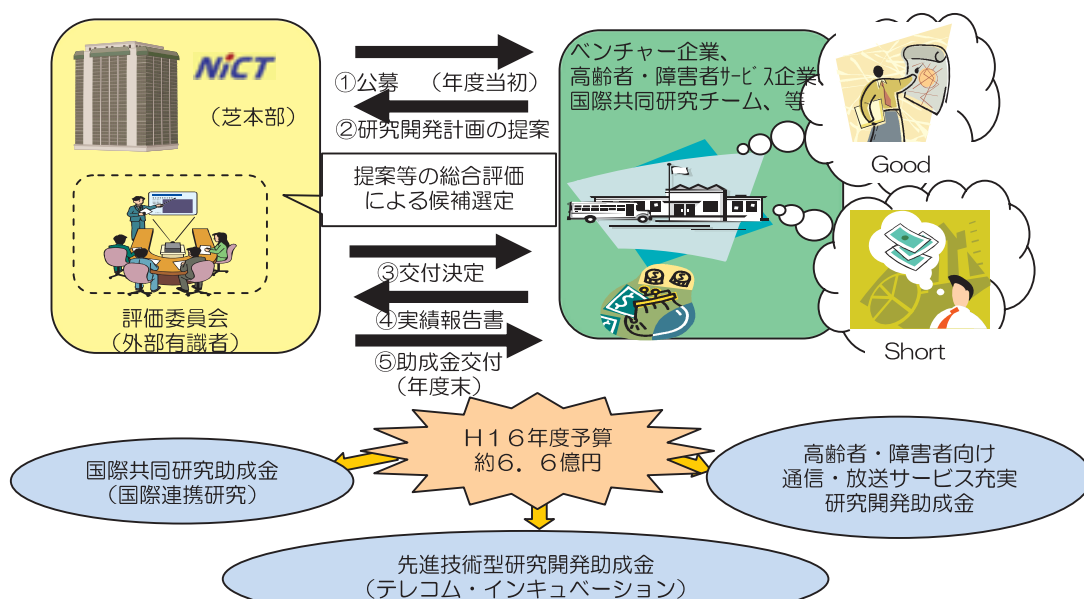 NiCT
（芝本部）
評価委員会
（外部有識者）
①公募　（年度当初）
②研究開発計画の提案
提案等の総合評価
による候補選定
③交付決定
④実績報告書
⑤助成金交付
（年度末）
ベンチャー企業、
高齢者・障害者ｻｰﾋﾞｽ企業、
国際共同研究チーム、等
Good
Short
Ｈ１６年度予算
約６．６億円
国際共同研究助成金
（国際連携研究）
高齢者・障害者向け
通信・放送サービス充実
研究開発助成金
先進技術型研究開発助成金
（テレコム・インキュベーション）